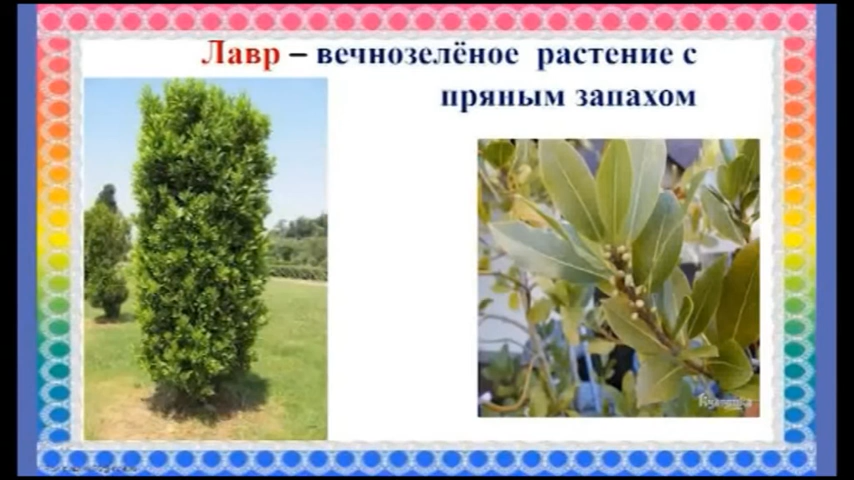 Лавр – вечнозелёное растение с
пряным запахом